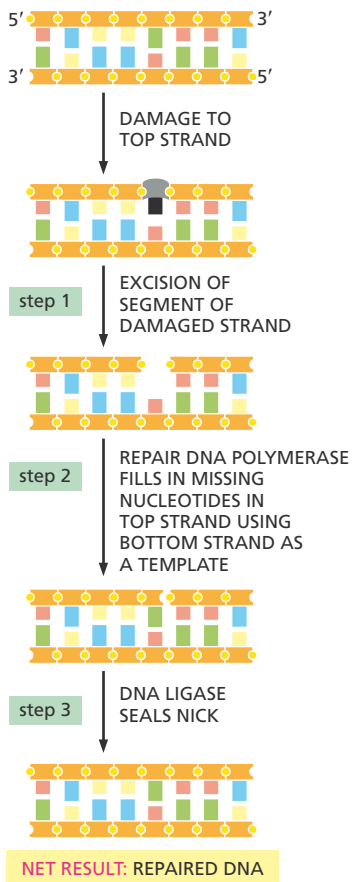 5′ 3′
3′ 5′
DAMAGE TO
TOP STRAND
step 1
EXCISION OF
SEGMENT OF
DAMAGED STRAND
step 2
REPAIR DNA POLYMERASE
FILLS IN MISSING
NUCLEOTIDES IN
TOP STRAND USING
BOTTOM STRAND AS
A TEMPLATE
step 3
DNA LIGASE
SEALS NICK
NET RESULT: REPAIRED DNA